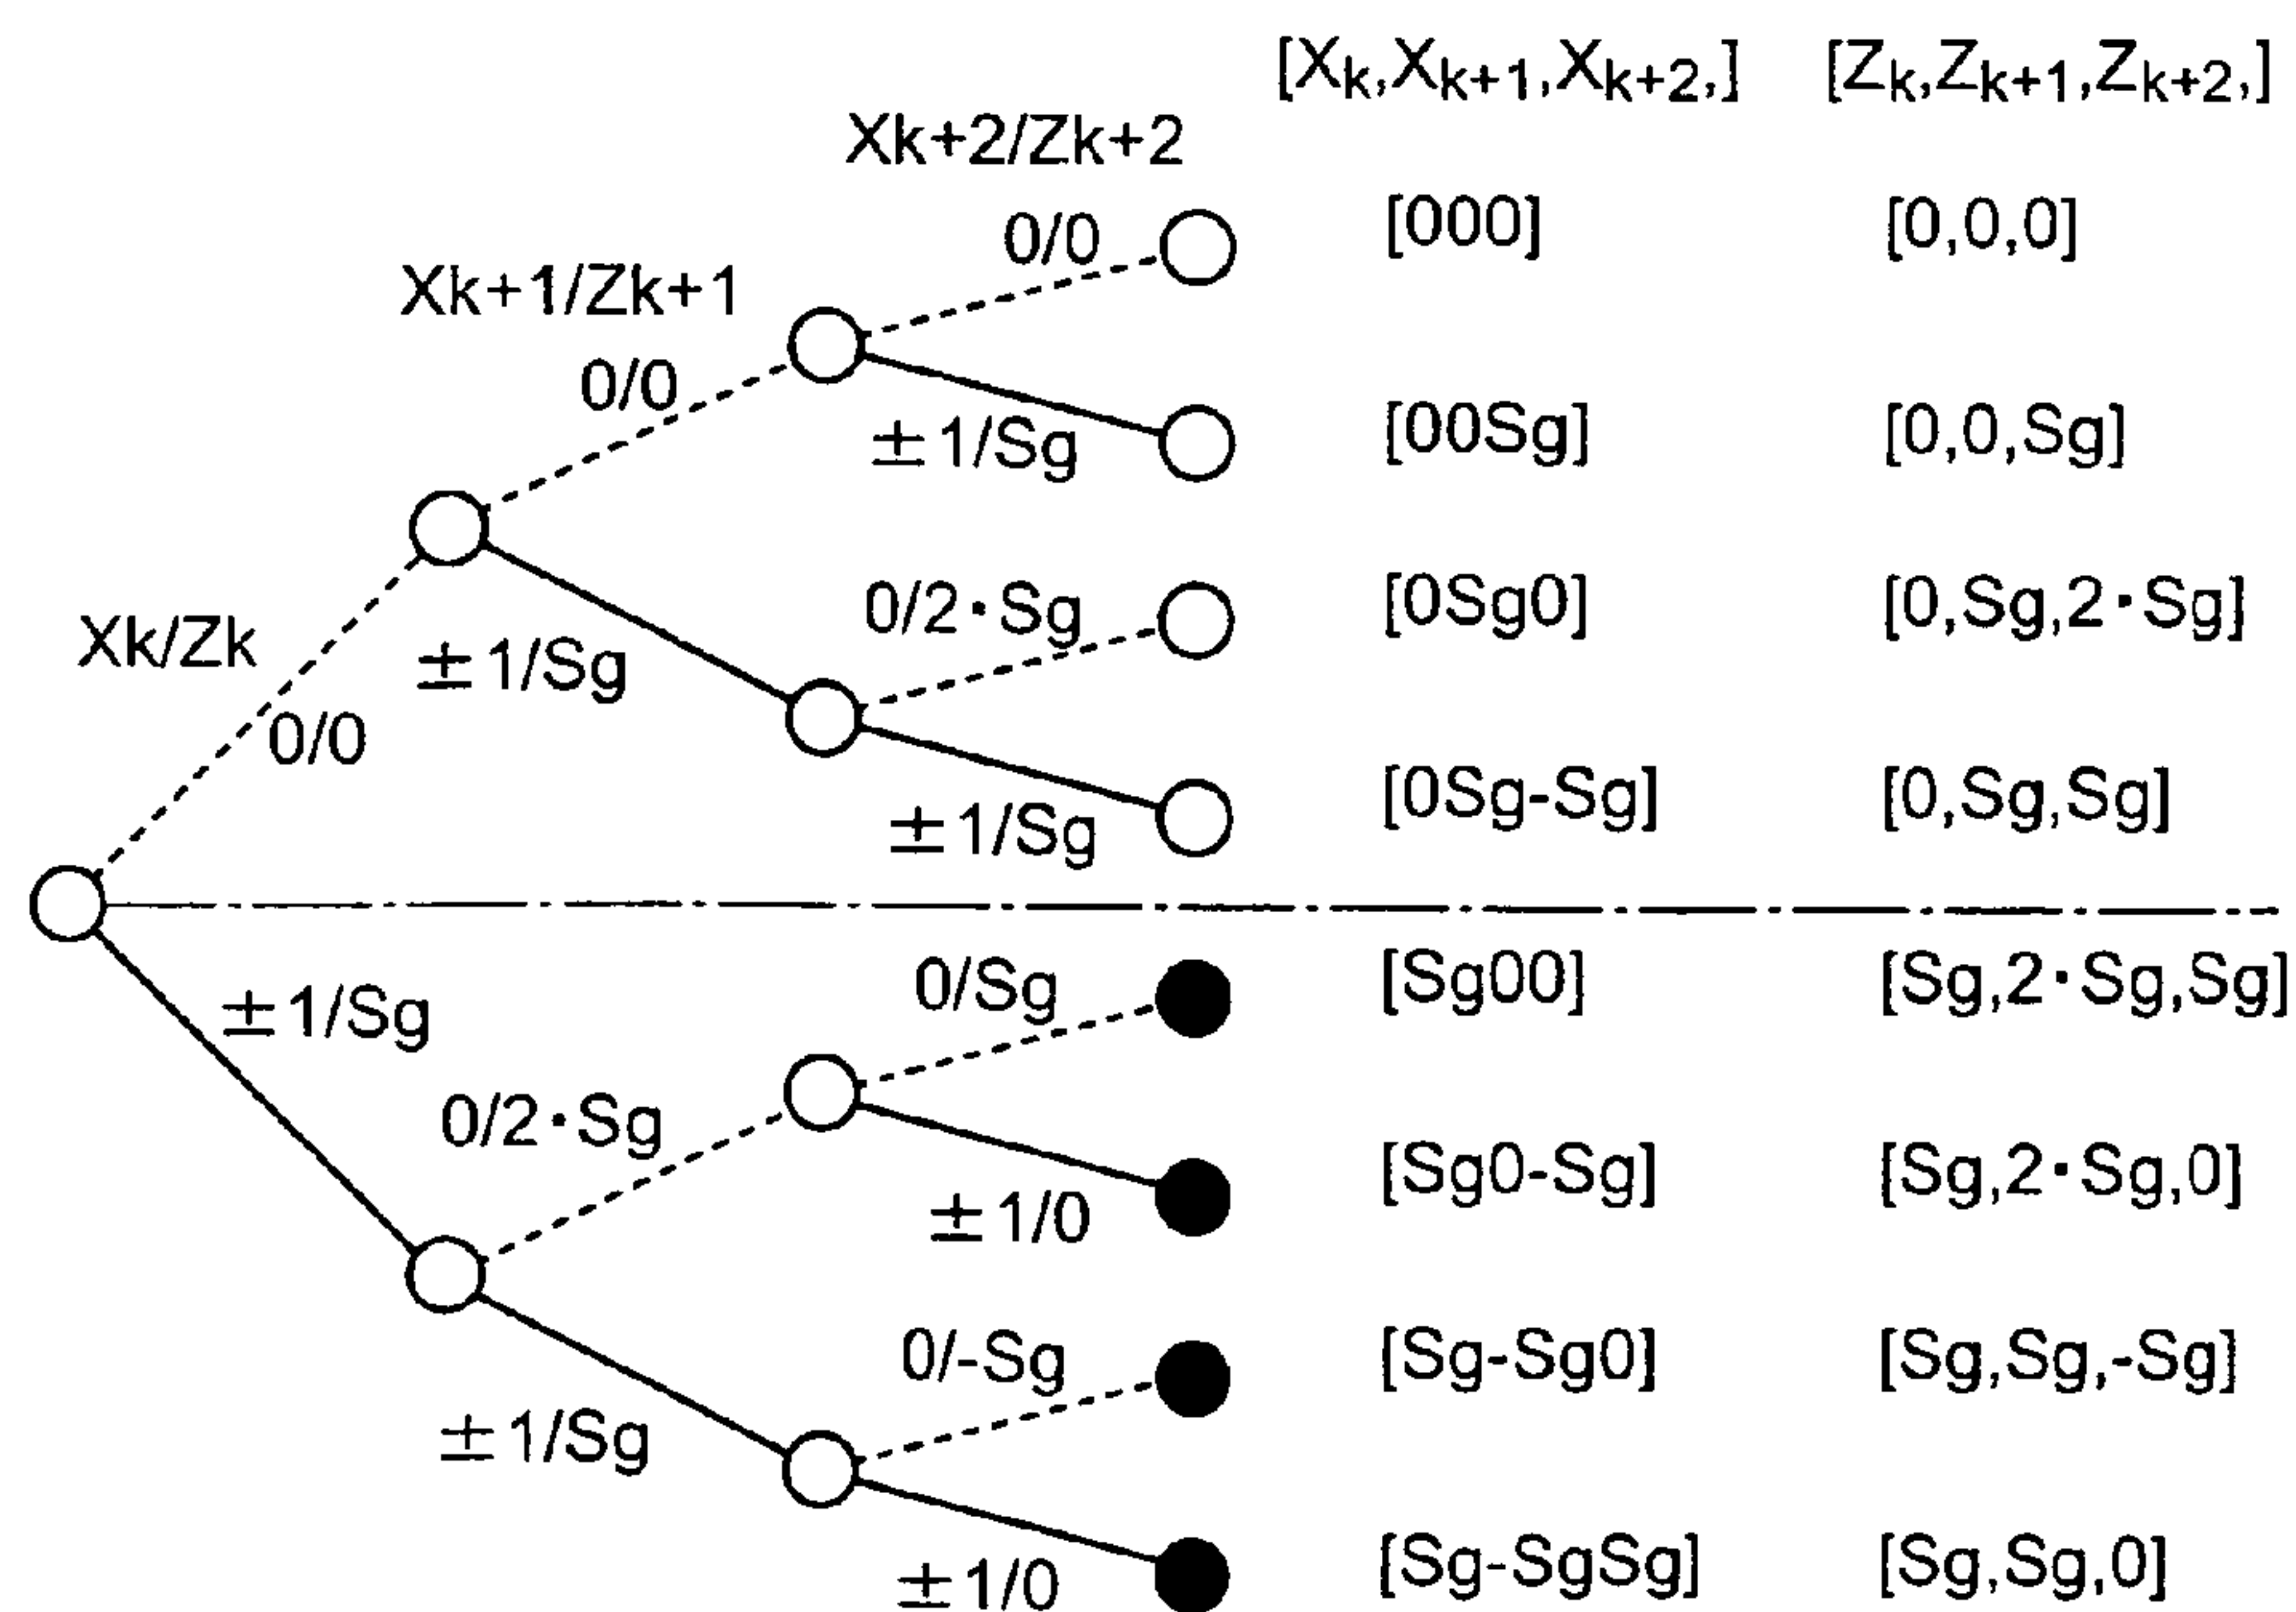 [Xk,Xk+1,Xk+2,] [Zk,Zk+1,Zk+2,]
Xk+2/Zk+2
0/0 [000] [0,0,0]
Xk+1/Zk+1
0/0
±1/Sg [00Sg] [0,0,Sg]
0/2·Sg [0Sg0] [0,Sg,2·Sg]
Xk/Zk ±1/Sg
0/0
±1/Sg [0Sg-Sg] [0,Sg,Sg]
0/Sg [Sg00] [Sg,2·Sg,Sg]
±1/Sg
0/2·Sg
±1/0 [Sg0-Sg] [Sg,2·Sg,0]
0/-Sg [Sg-Sg0] [Sg,Sg,-Sg]
±1/Sg
±1/0 [Sg-SgSg] [Sg,Sg,0]